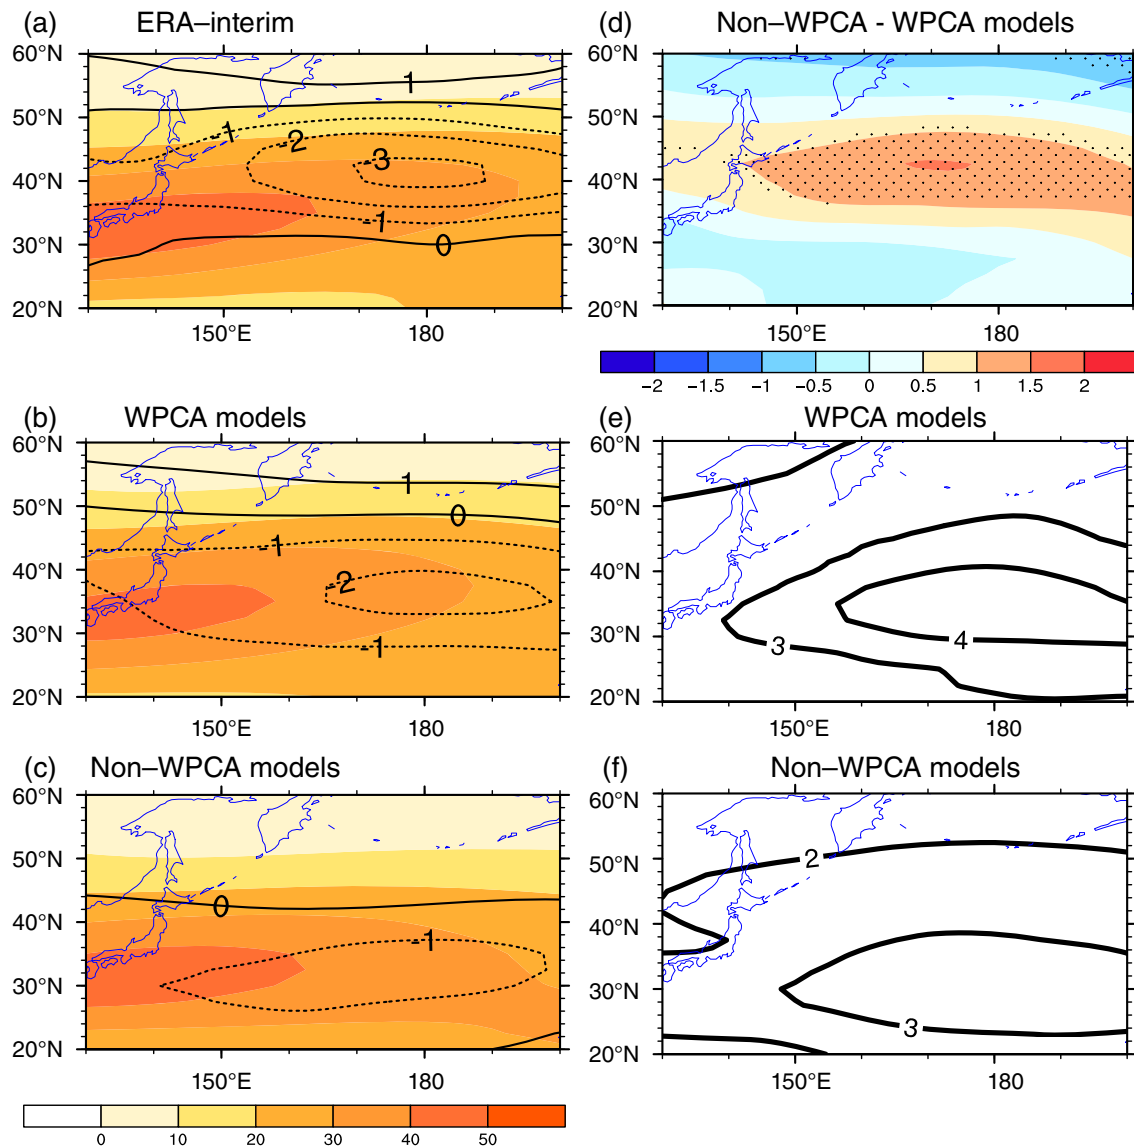 (a) ERA–interim
60°N
50°N
40°N
30°N
20°N
1
-1
-2
-3
-1
0
150°E 180
(d) Non–WPCA - WPCA models
60°N
50°N
40°N
30°N
20°N
150°E 180
−2 −1.5 −1 −0.5 0 0.5 1 1.5 2
(b) WPCA models
60°N
50°N
40°N
30°N
20°N
1
0
-1
-2
-1
150°E 180
(e) WPCA models
60°N
50°N
40°N
30°N
20°N
3
4
150°E 180
(c) Non–WPCA models
60°N
50°N
40°N
30°N
20°N
0
-1
150°E 180
0 10 20 30 40 50
(f) Non–WPCA models
60°N
50°N
40°N
30°N
20°N
2
3
150°E 180